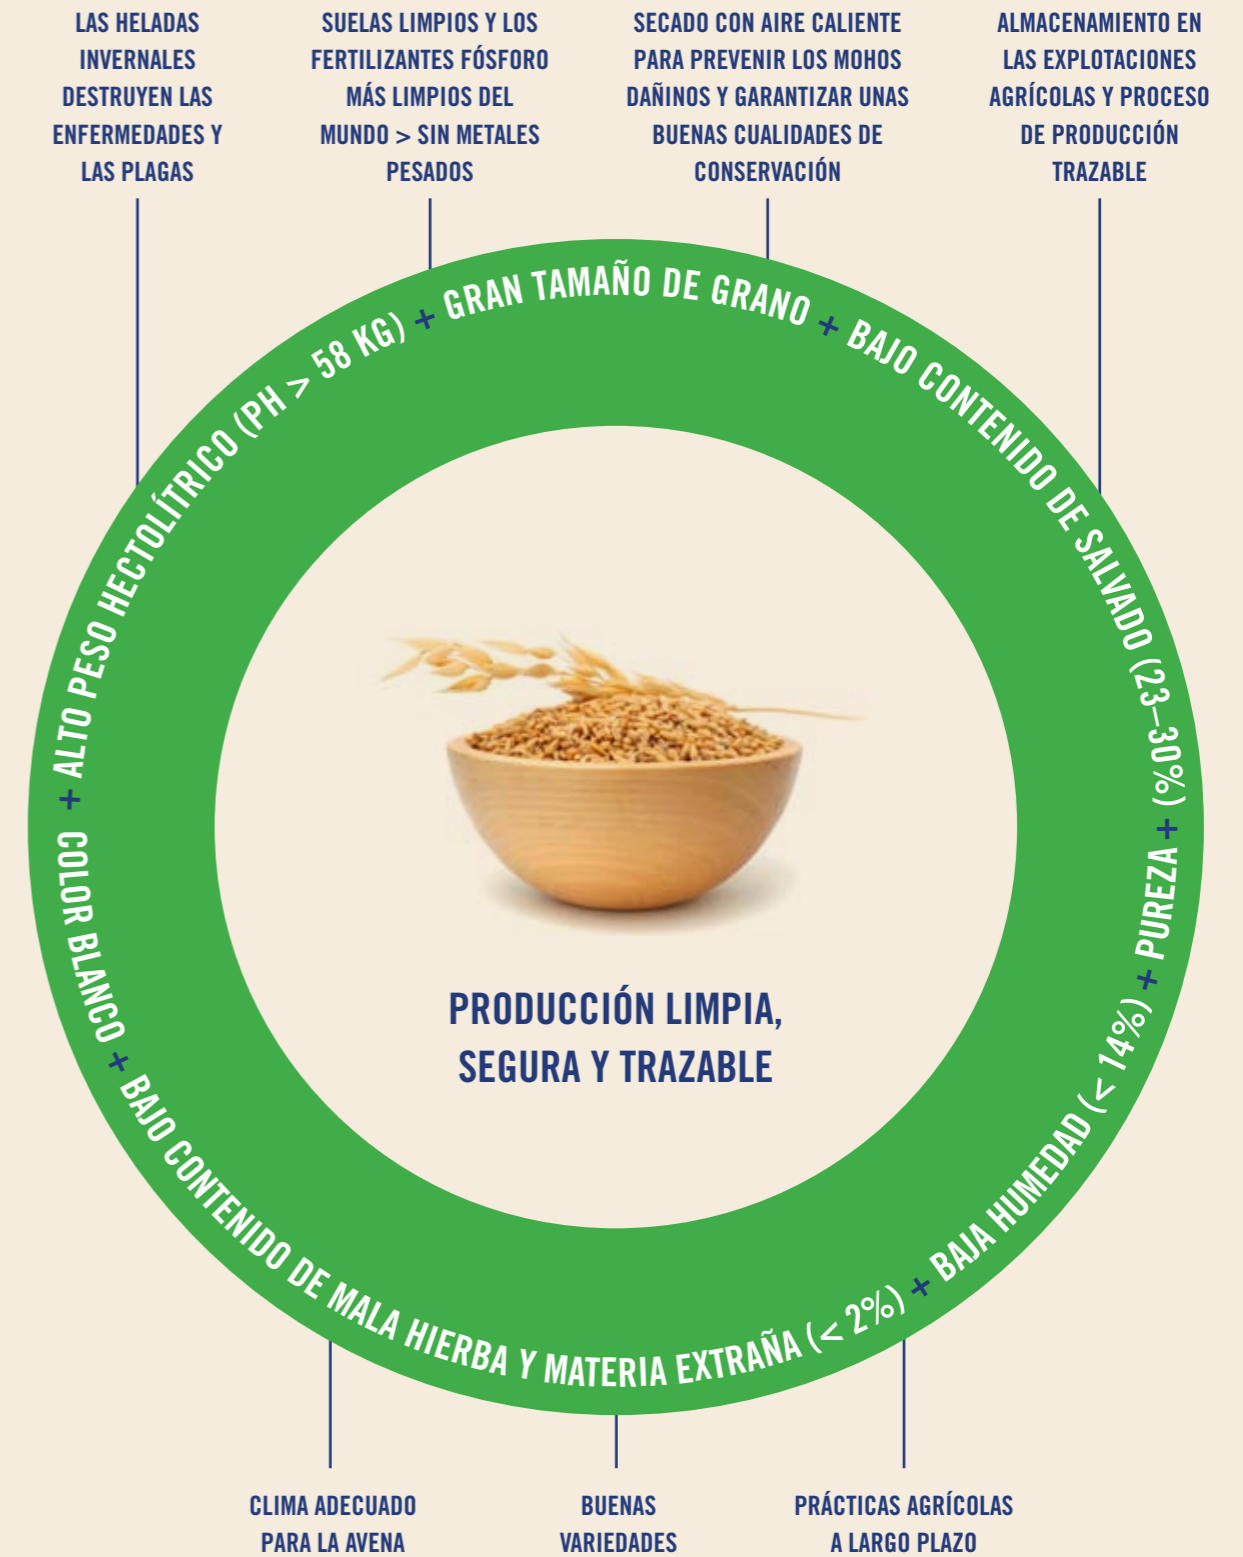 LAS HELADAS
INVERNALES
DESTRUYEN LAS
ENFERMEDADES Y
LAS PLAGAS
SUELAS LIMPIOS Y LOS
FERTILIZANTES FÓSFORO
MÁS LIMPIOS DEL
MUNDO > SIN METALES
PESADOS
SECADO CON AIRE CALIENTE
PARA PREVENIR LOS MOHOS
DAÑINOS Y GARANTIZAR UNAS
BUENAS CUALIDADES DE
CONSERVACIÓN
ALMACENAMIENTO EN
LAS EXPLOTACIONES
AGRÍCOLAS Y PROCESO
DE PRODUCCIÓN
TRAZABLE
+ ALTO PESO HECTOLÍTRICO (PH > 58 KG) + GRAN TAMAÑO DE GRANO + BAJO CONTENIDO DE SALVADO (23–30%) + PUREZA +
COLOR BLANCO + BAJO CONTENIDO DE MALA HIERBA Y MATERIA EXTRAÑA (< 2%) + BAJA HUMEDAD (< 14%)
PRODUCCIÓN LIMPIA,
SEGURA Y TRAZABLE
CLIMA ADECUADO
PARA LA AVENA
BUENAS
VARIEDADES
PRÁCTICAS AGRÍCOLAS
A LARGO PLAZO